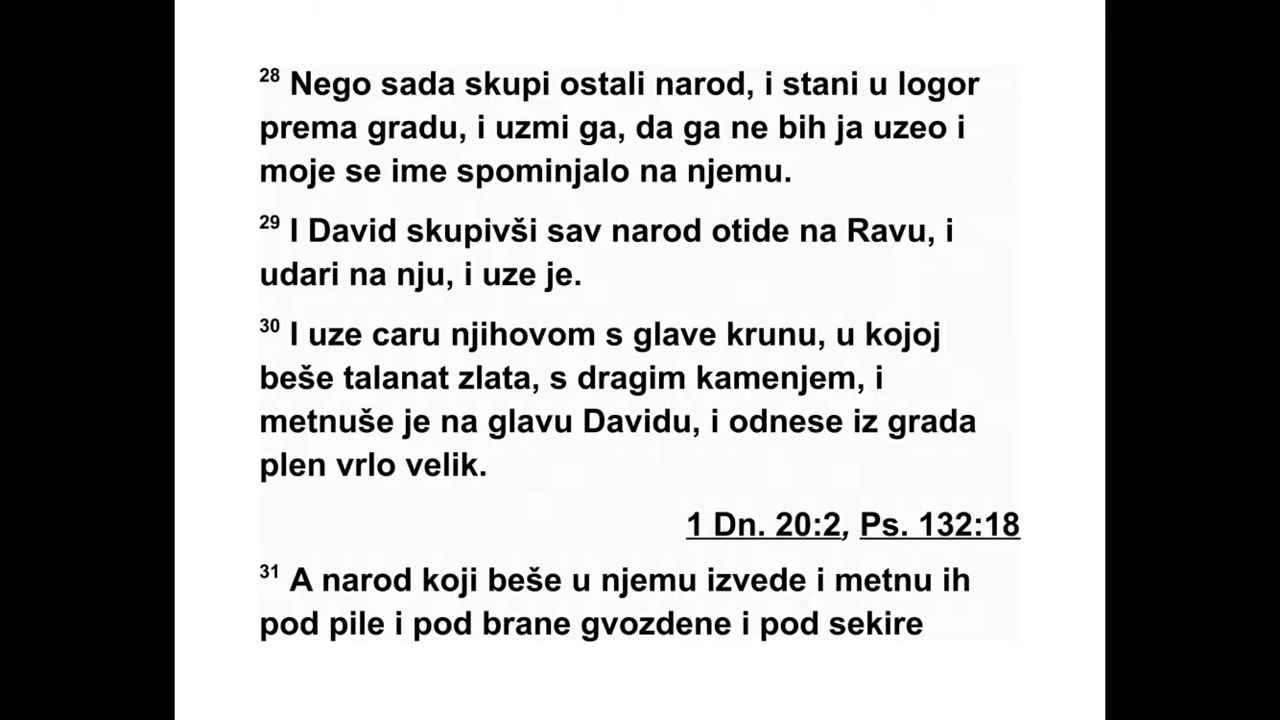 28 Nego sada skupi ostali narod, i stani u logor
prema gradu, i uzmi ga, da ga ne bih ja uzeo i
moje se ime spominjalo na njemu.
29 I David skupivši sav narod otide na Ravu, i
udari na nju, i uze je.
30 I uze caru njihovom s glave krunu, u kojoj
beše talanat zlata, s dragim kamenjem, i
metnuše je na glavu Davidu, i odnese iz grada
plen vrlo velik.
1 Dn. 20:2, Ps. 132:18
31 A narod koji beše u njemu izvede i metnu ih
pod pile i pod brane gvozdene i pod sekire